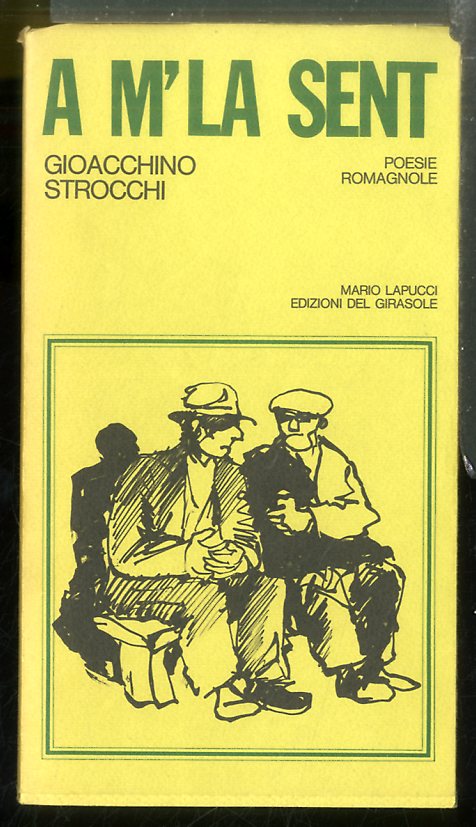 A M'LA SENT
GIOACCHINO
STROCCHI
POESIE
ROMAGNOLE
MARIO LAPUCCI
EDIZIONI DEL GIRASOLE